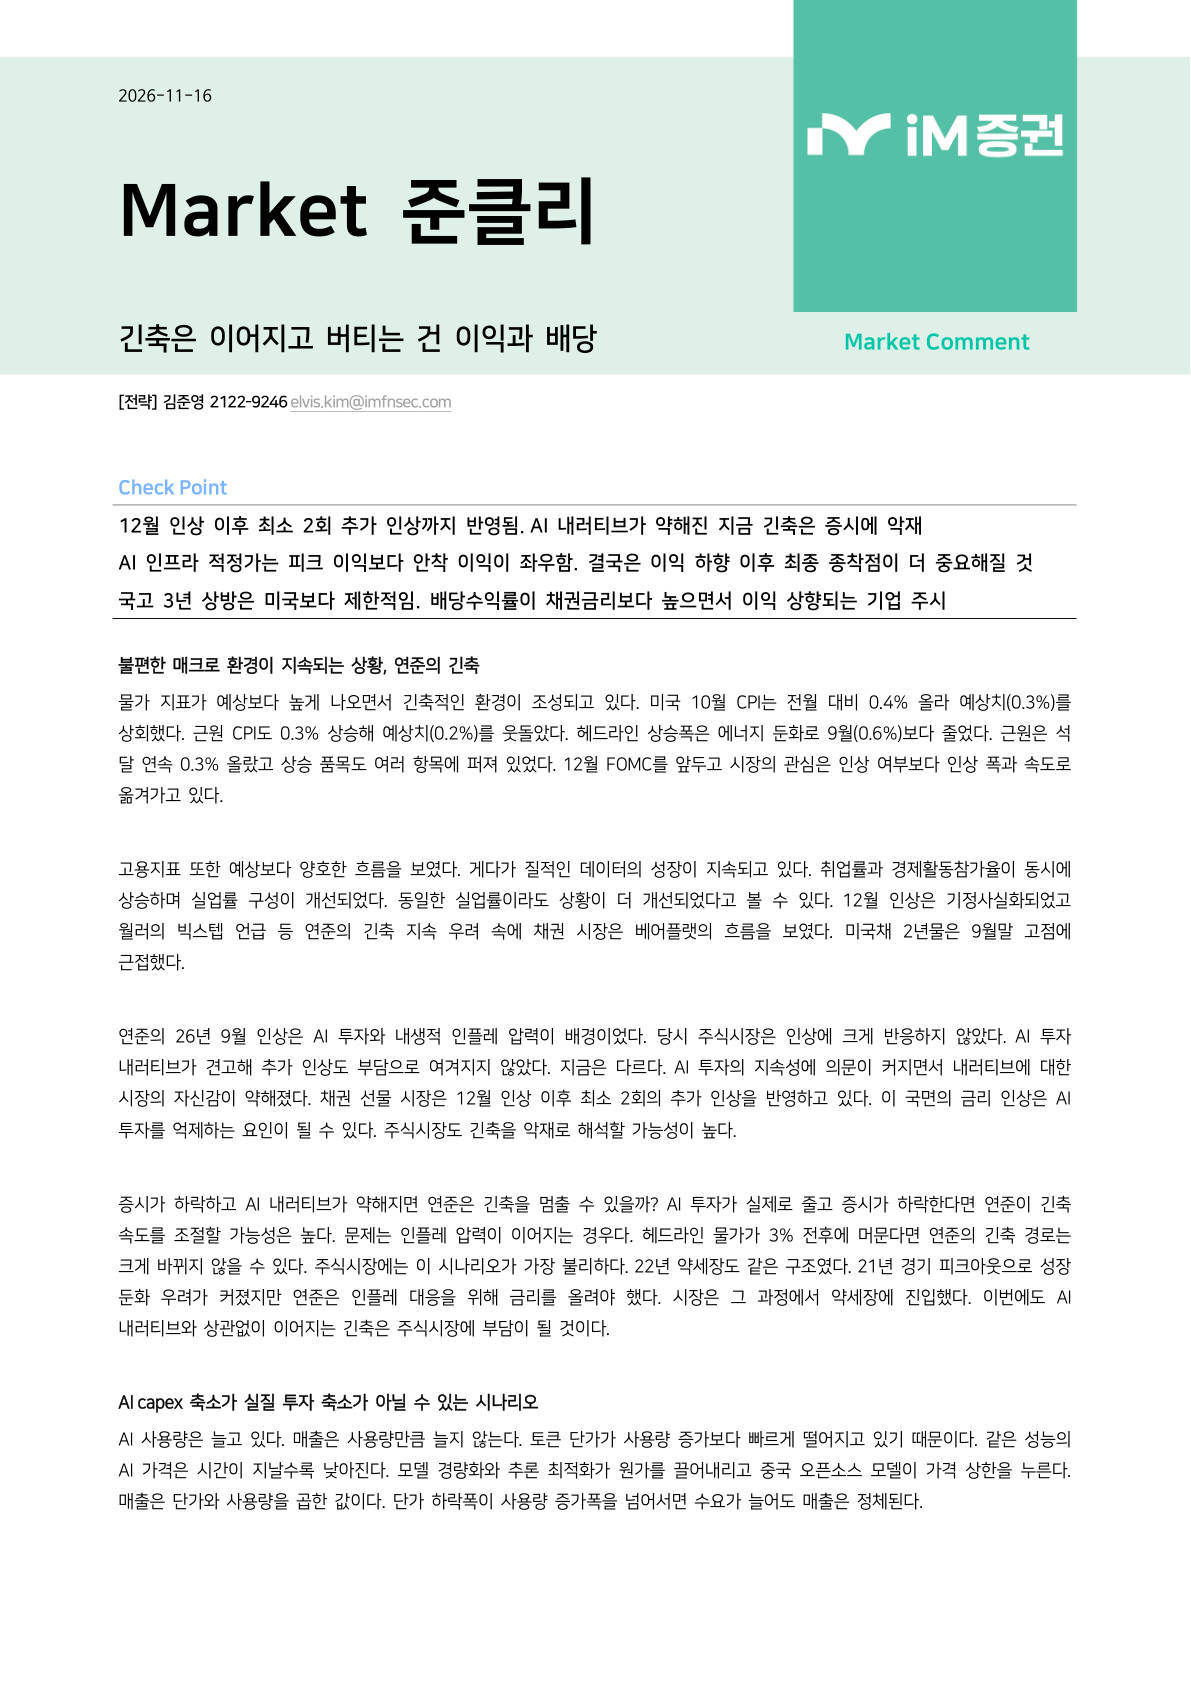 2026-11-16
iM증권
Market 준클리
긴축은 이어지고 버티는 건 이익과 배당
Market Comment
[전략] 김준영 2122-9246 elvis.kim@imfnsec.com
Check Point
12월 인상 이후 최소 2회 추가 인상까지 반영됨. AI 내러티브가 약해진 지금 긴축은 증시에 악재
AI 인프라 적정가는 피크 이익보다 안착 이익이 좌우함. 결국은 이익 하향 이후 최종 종착점이 더 중요해질 것
국고 3년 상방은 미국보다 제한적임. 배당수익률이 채권금리보다 높으면서 이익 상향되는 기업 주시
불편한 매크로 환경이 지속되는 상황, 연준의 긴축
물가 지표가 예상보다 높게 나오면서 긴축적인 환경이 조성되고 있다. 미국 10월 CPI는 전월 대비 0.4% 올라 예상치(0.3%)를
상회했다. 근원 CPI도 0.3% 상승해 예상치(0.2%)를 웃돌았다. 헤드라인 상승폭은 에너지 둔화로 9월(0.6%)보다 줄었다. 근원은 석
달 연속 0.3% 올랐고 상승 품목도 여러 항목에 퍼져 있었다. 12월 FOMC를 앞두고 시장의 관심은 인상 여부보다 인상 폭과 속도로
옮겨가고 있다.
고용지표 또한 예상보다 양호한 흐름을 보였다. 게다가 질적인 데이터의 성장이 지속되고 있다. 취업률과 경제활동참가율이 동시에
상승하며 실업률 구성이 개선되었다. 동일한 실업률이라도 상황이 더 개선되었다고 볼 수 있다. 12월 인상은 기정사실화되었고
월러의 빅스텝 언급 등 연준의 긴축 지속 우려 속에 채권 시장은 베어플랫의 흐름을 보였다. 미국채 2년물은 9월말 고점에
근접했다.
연준의 26년 9월 인상은 AI 투자와 내생적 인플레 압력이 배경이었다. 당시 주식시장은 인상에 크게 반응하지 않았다. AI 투자
내러티브가 견고해 추가 인상도 부담으로 여겨지지 않았다. 지금은 다르다. AI 투자의 지속성에 의문이 커지면서 내러티브에 대한
시장의 자신감이 약해졌다. 채권 선물 시장은 12월 인상 이후 최소 2회의 추가 인상을 반영하고 있다. 이 국면의 금리 인상은 AI
투자를 억제하는 요인이 될 수 있다. 주식시장도 긴축을 악재로 해석할 가능성이 높다.
증시가 하락하고 AI 내러티브가 약해지면 연준은 긴축을 멈출 수 있을까? AI 투자가 실제로 줄고 증시가 하락한다면 연준이 긴축
속도를 조절할 가능성은 높다. 문제는 인플레 압력이 이어지는 경우다. 헤드라인 물가가 3% 전후에 머문다면 연준의 긴축 경로는
크게 바뀌지 않을 수 있다. 주식시장에는 이 시나리오가 가장 불리하다. 22년 약세장도 같은 구조였다. 21년 경기 피크아웃으로 성장
둔화 우려가 커졌지만 연준은 인플레 대응을 위해 금리를 올려야 했다. 시장은 그 과정에서 약세장에 진입했다. 이번에도 AI
내러티브와 상관없이 이어지는 긴축은 주식시장에 부담이 될 것이다.
AI capex 축소가 실질 투자 축소가 아닐 수 있는 시나리오
AI 사용량은 늘고 있다. 매출은 사용량만큼 늘지 않는다. 토큰 단가가 사용량 증가보다 빠르게 떨어지고 있기 때문이다. 같은 성능의
AI 가격은 시간이 지날수록 낮아진다. 모델 경량화와 추론 최적화가 원가를 끌어내리고 중국 오픈소스 모델이 가격 상한을 누른다.
매출은 단가와 사용량을 곱한 값이다. 단가 하락폭이 사용량 증가폭을 넘어서면 수요가 늘어도 매출은 정체된다.